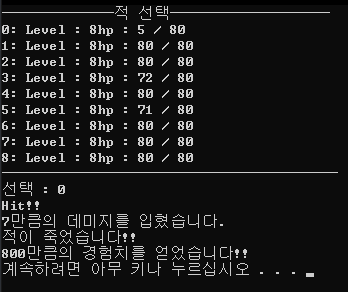 적 선택
0: Level : 8hp : 5 / 80
1: Level : 8hp : 80 / 80
2: Level : 8hp : 80 / 80
3: Level : 8hp : 72 / 80
4: Level : 8hp : 80 / 80
5: Level : 8hp : 71 / 80
6: Level : 8hp : 80 / 80
7: Level : 8hp : 80 / 80
8: Level : 8hp : 80 / 80
선택 : 0
Hit!!
7만큼의 데미지를 입혔습니다.
적이 죽었습니다!!
800만큼의 경험치를 얻었습니다!!
계속하려면 아무 키나 누르십시오 . . .